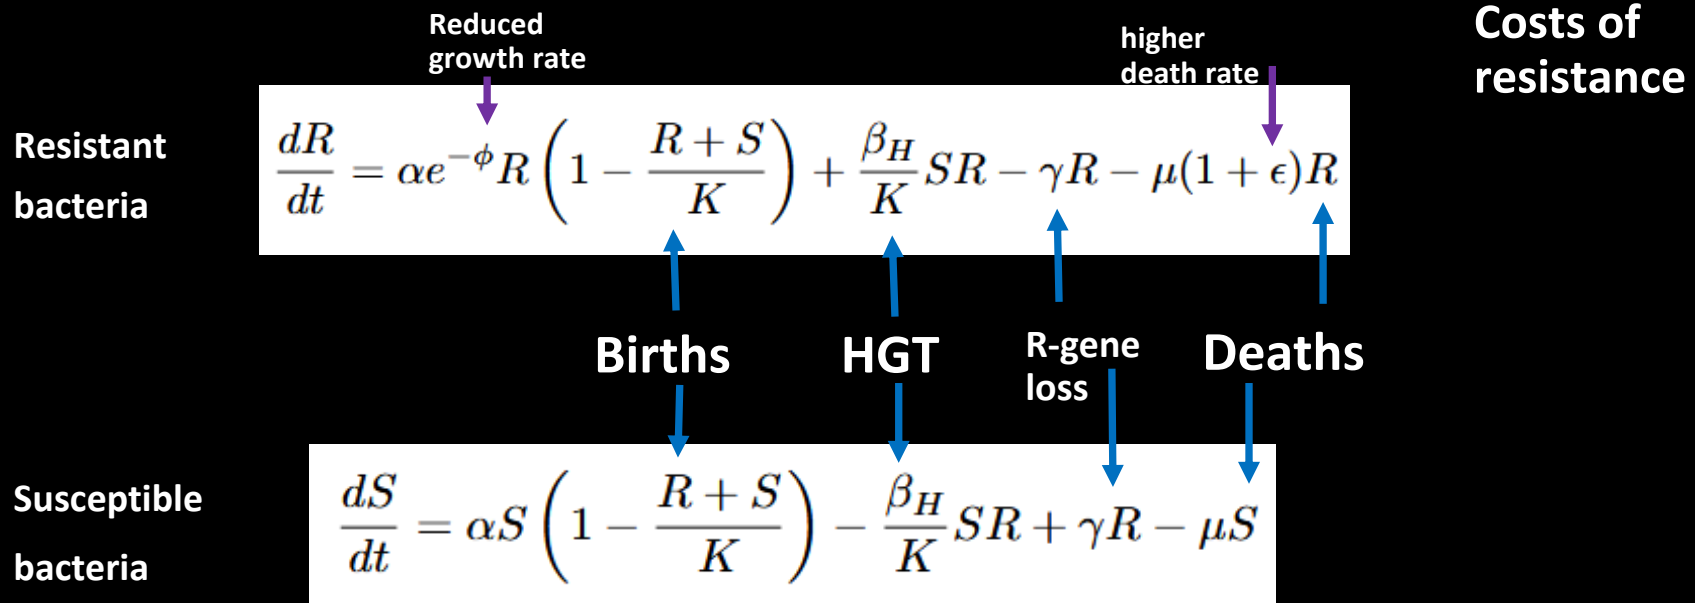 Reduced
growth rate
higher
death rate
Costs of
resistance
Resistant
bacteria
dR/dt = αe^{-ϕ}R(1 − (R + S)/K) + (β_H/K)SR − γR − μ(1 + ϵ)R
Births
HGT
R-gene
loss
Deaths
Susceptible
bacteria
dS/dt = αS(1 − (R + S)/K) − (β_H/K)SR + γR − μS